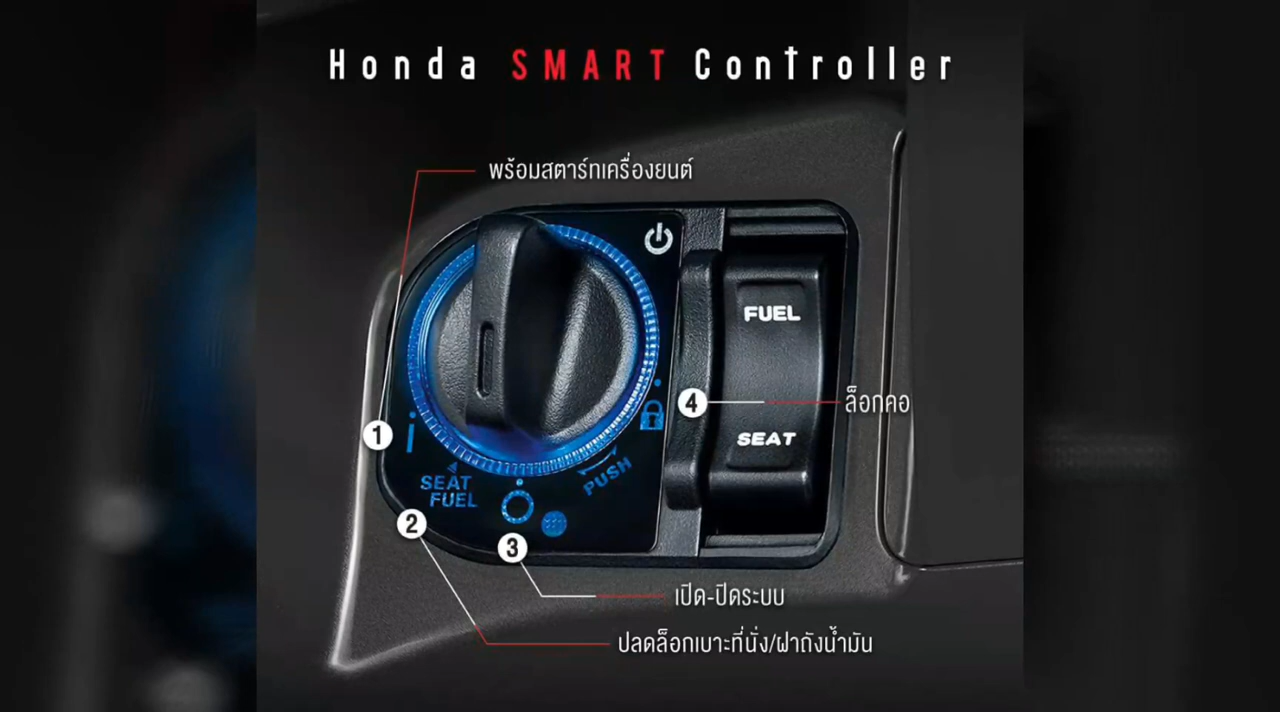 Honda SMART Controller
พร้อมสตาร์ทเครื่องยนต์
FUEL
4
ล็อกคอ
1
SEAT
SEAT
FUEL
PUSH
2
3
เปิด-ปิดระบบ
ปลดล็อกเบาะที่นั่ง/ฝาถังน้ำมัน